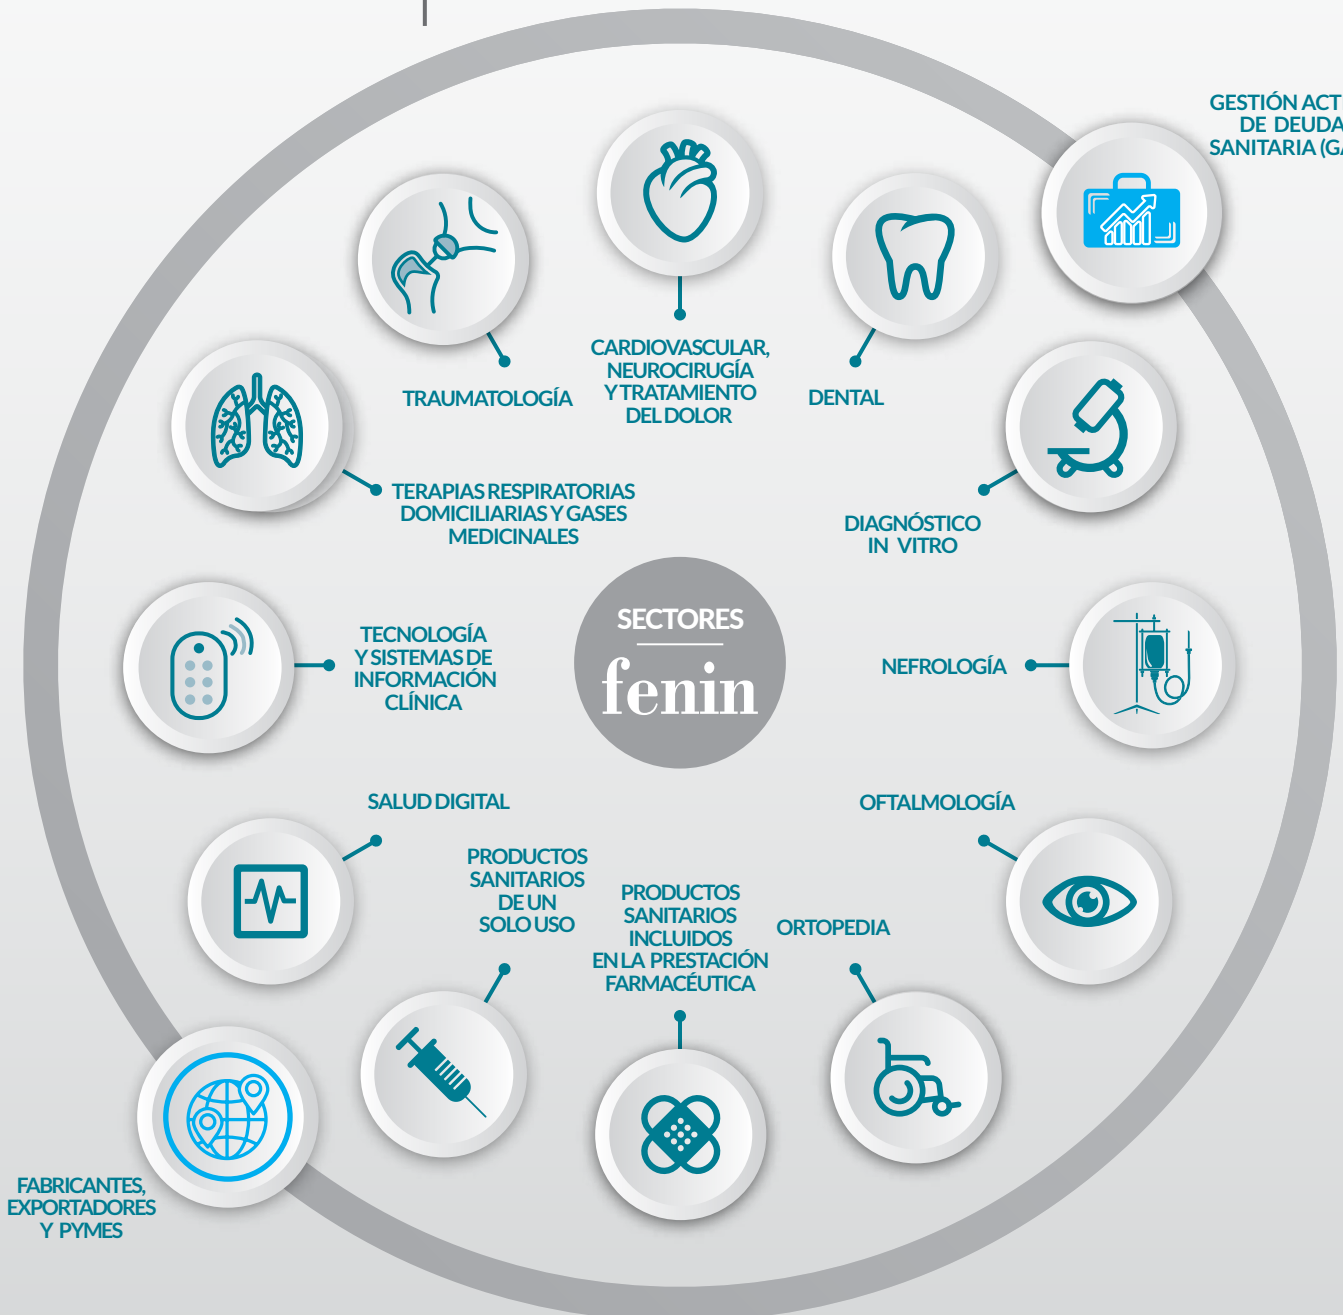 GESTIÓN ACT
DE DEUDA
SANITARIA (GA
CARDIOVASCULAR,
NEUROCIRUGÍA
Y TRATAMIENTO
DEL DOLOR
TRAUMATOLOGÍA
DENTAL
TERAPIAS RESPIRATORIAS
DOMICILIARIAS Y GASES
MEDICINALES
DIAGNÓSTICO
IN VITRO
SECTORES
fenin
TECNOLOGÍA
Y SISTEMAS DE
INFORMACIÓN
CLÍNICA
NEFROLOGÍA
SALUD DIGITAL
OFTALMOLOGÍA
PRODUCTOS
SANITARIOS
DE UN
SOLO USO
PRODUCTOS
SANITARIOS
INCLUIDOS
EN LA PRESTACIÓN
FARMACÉUTICA
ORTOPEDIA
FABRICANTES,
EXPORTADORES
Y PYMES